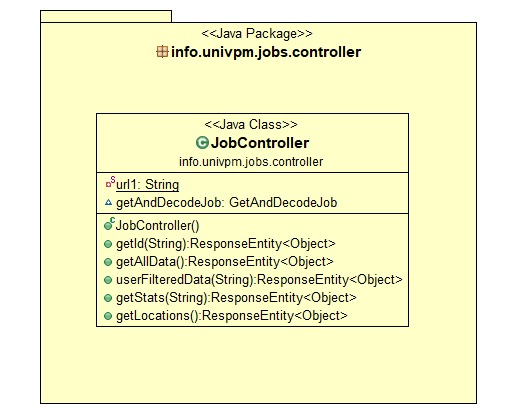 <<Java Package>>
info.univpm.jobs.controller
<<Java Class>>
C JobController
info.univpm.jobs.controller
S url1: String
getAndDecodeJob: GetAndDecodeJob
C JobController()
getId(String):ResponseEntity<Object>
getAllData():ResponseEntity<Object>
userFilteredData(String):ResponseEntity<Object>
getStats(String):ResponseEntity<Object>
getLocations():ResponseEntity<Object>